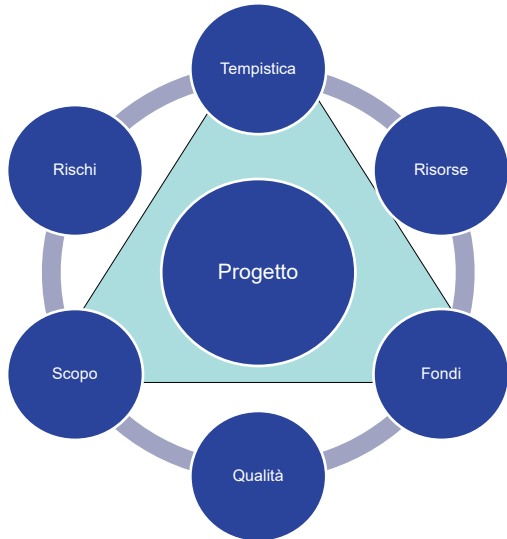 Tempistica
Rischi
Risorse
Progetto
Scopo
Fondi
Qualità